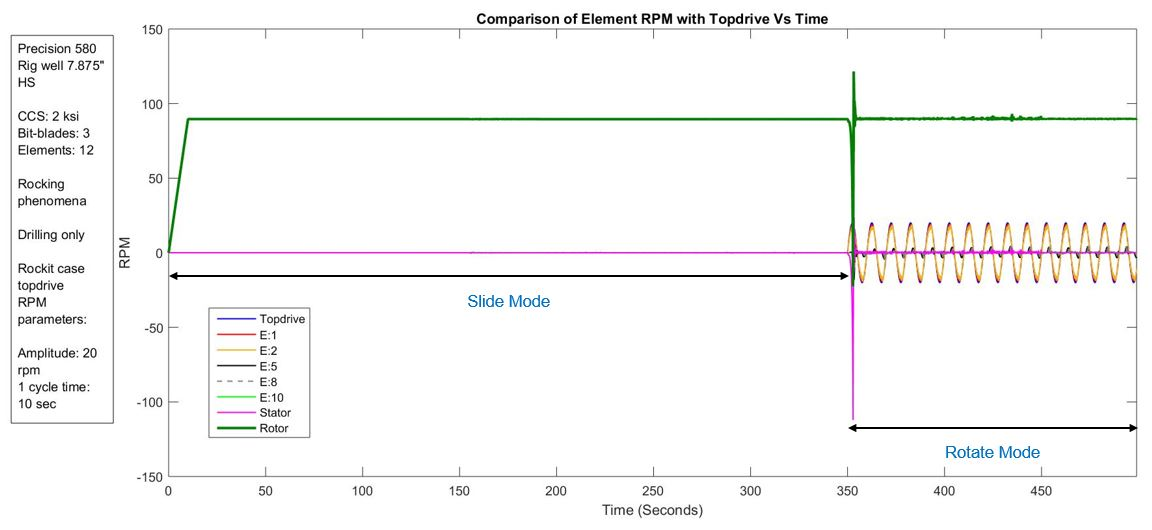 Comparison of Element RPM with Topdrive Vs Time
Precision 580
Rig well 7.875"
HS
CCS: 2 ksi
Bit-blades: 3
Elements: 12
Rocking
phenomena
Drilling only
Rockit case
topdrive
RPM
parameters:
Amplitude: 20
rpm
1 cycle time:
10 sec
RPM
150
100
50
0
-50
-100
-150
Slide Mode
Topdrive
E:1
E:2
E:5
E:8
E:10
Stator
Rotor
Rotate Mode
0 50 100 150 200 250 300 350 400 450
Time (Seconds)